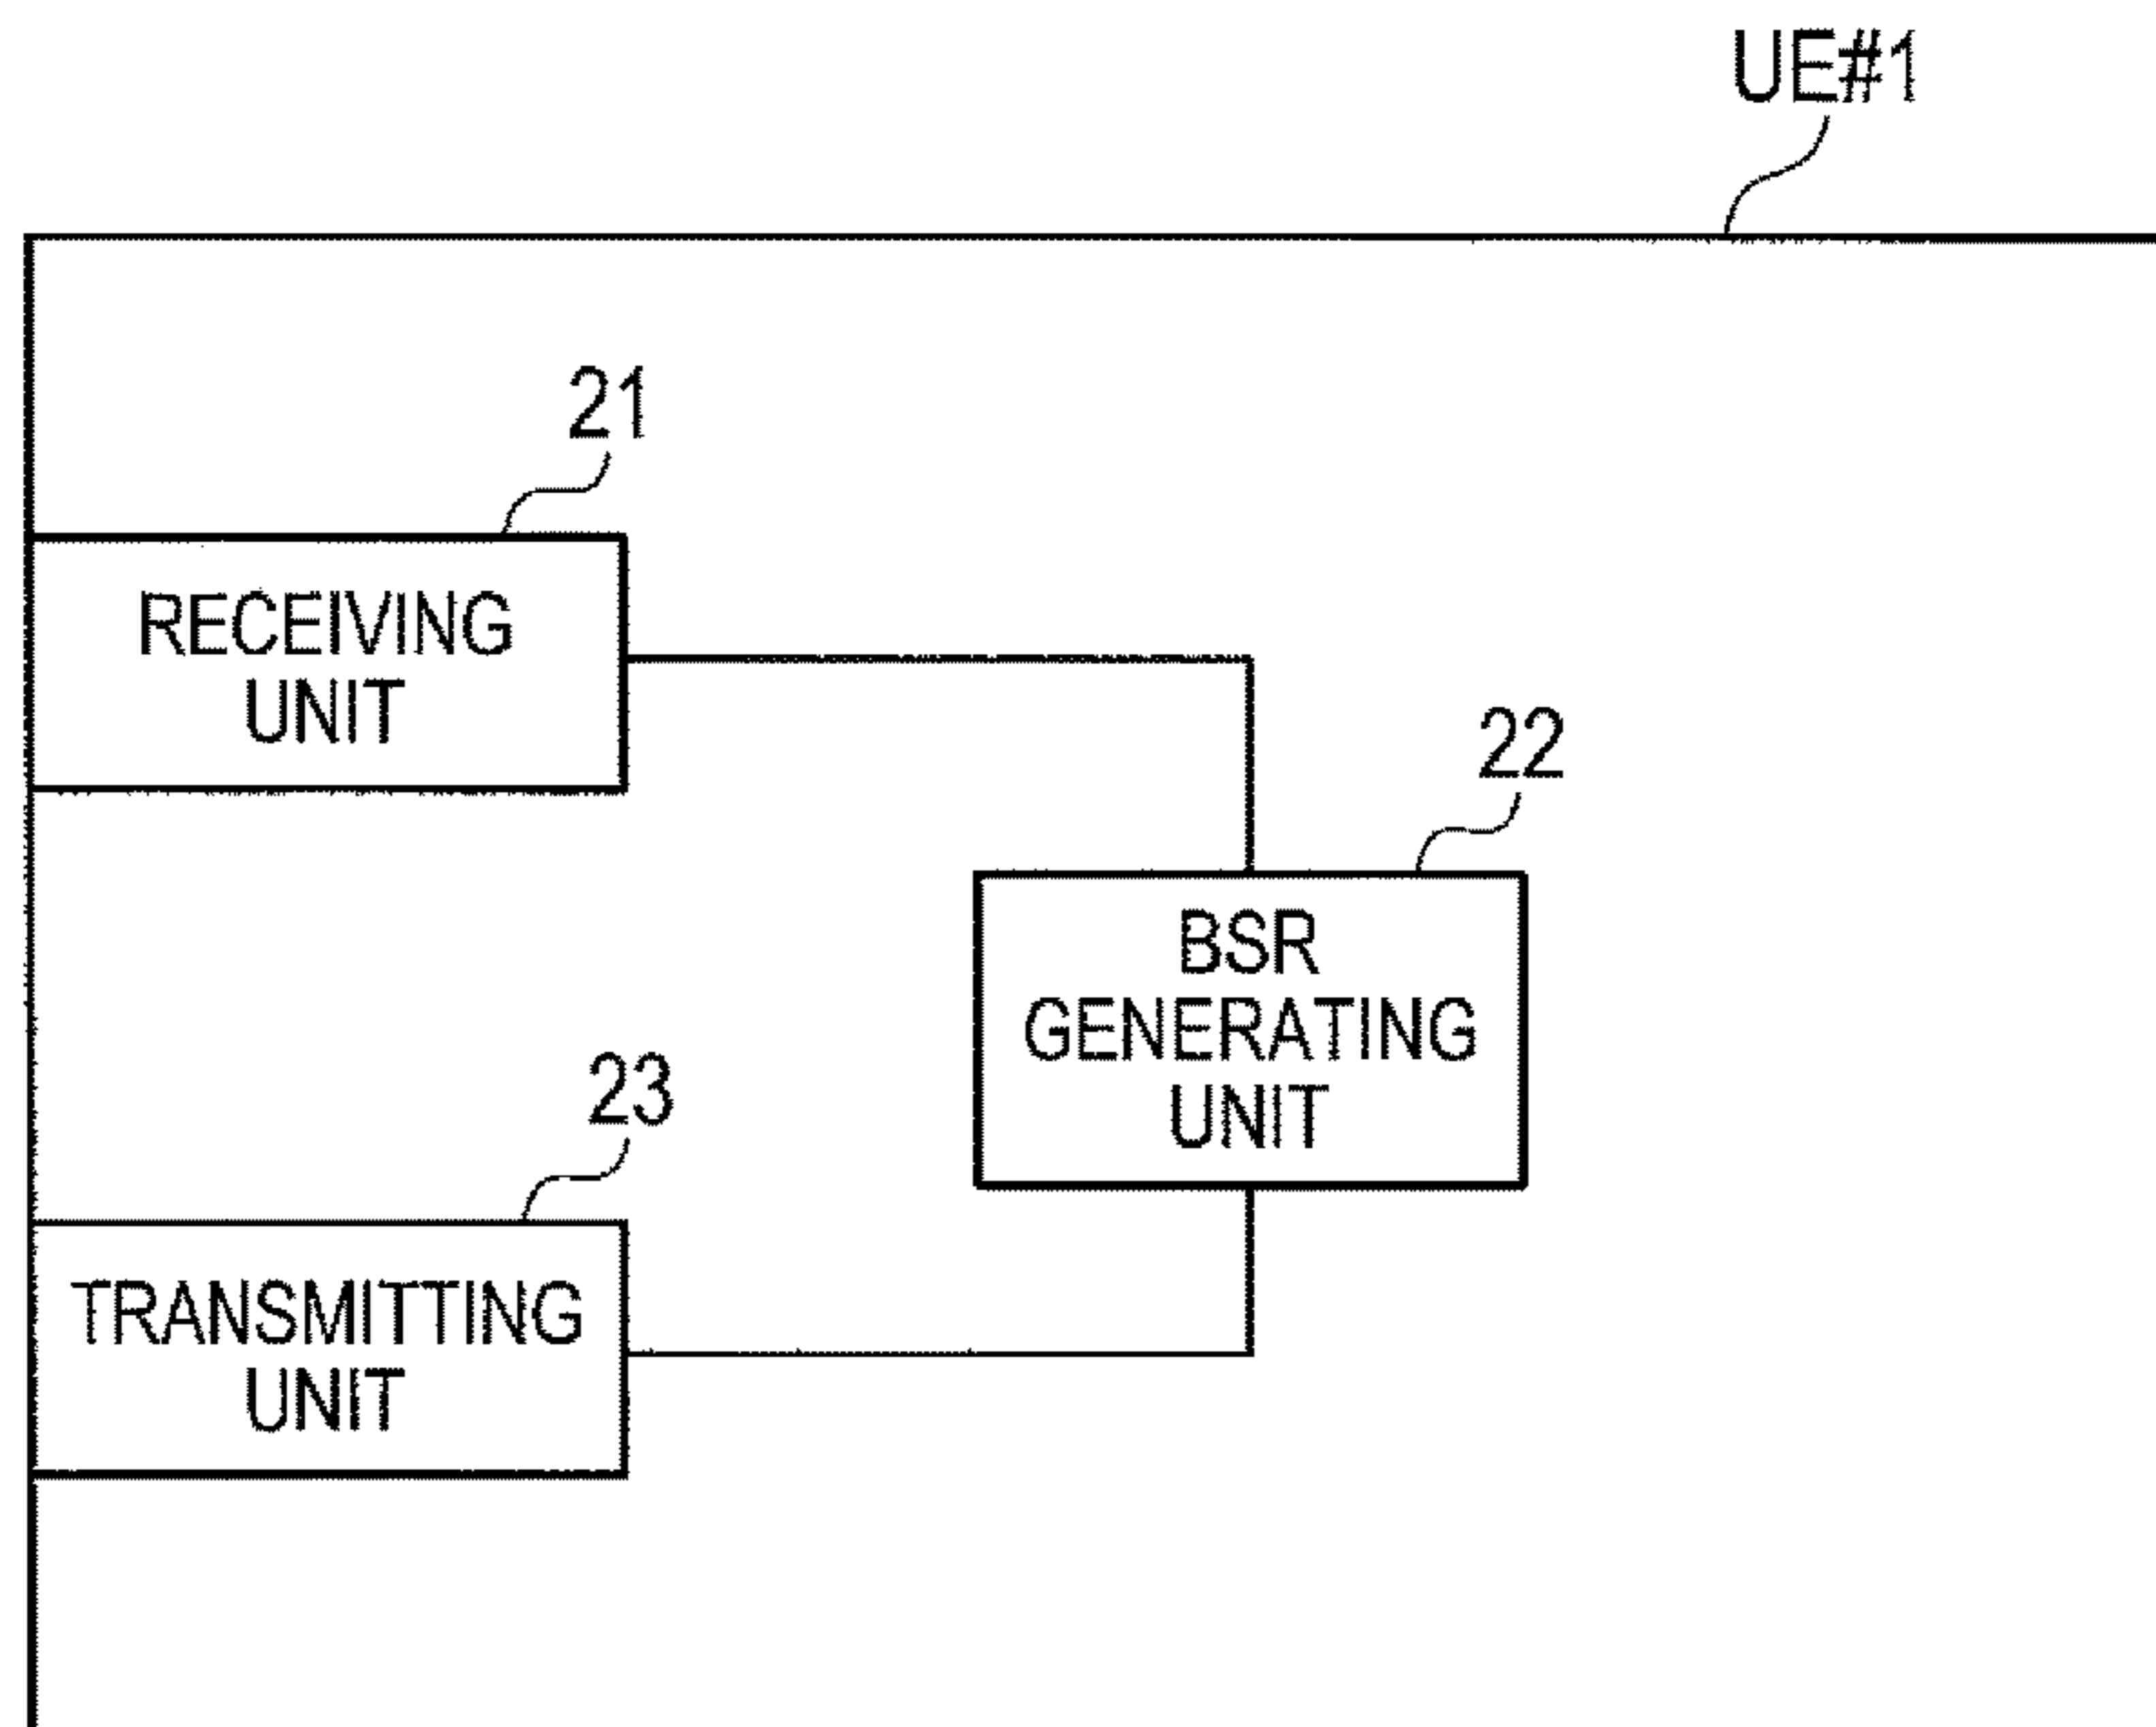 UE#1
21
RECEIVING
UNIT
22
BSR
GENERATING
UNIT
23
TRANSMITTING
UNIT